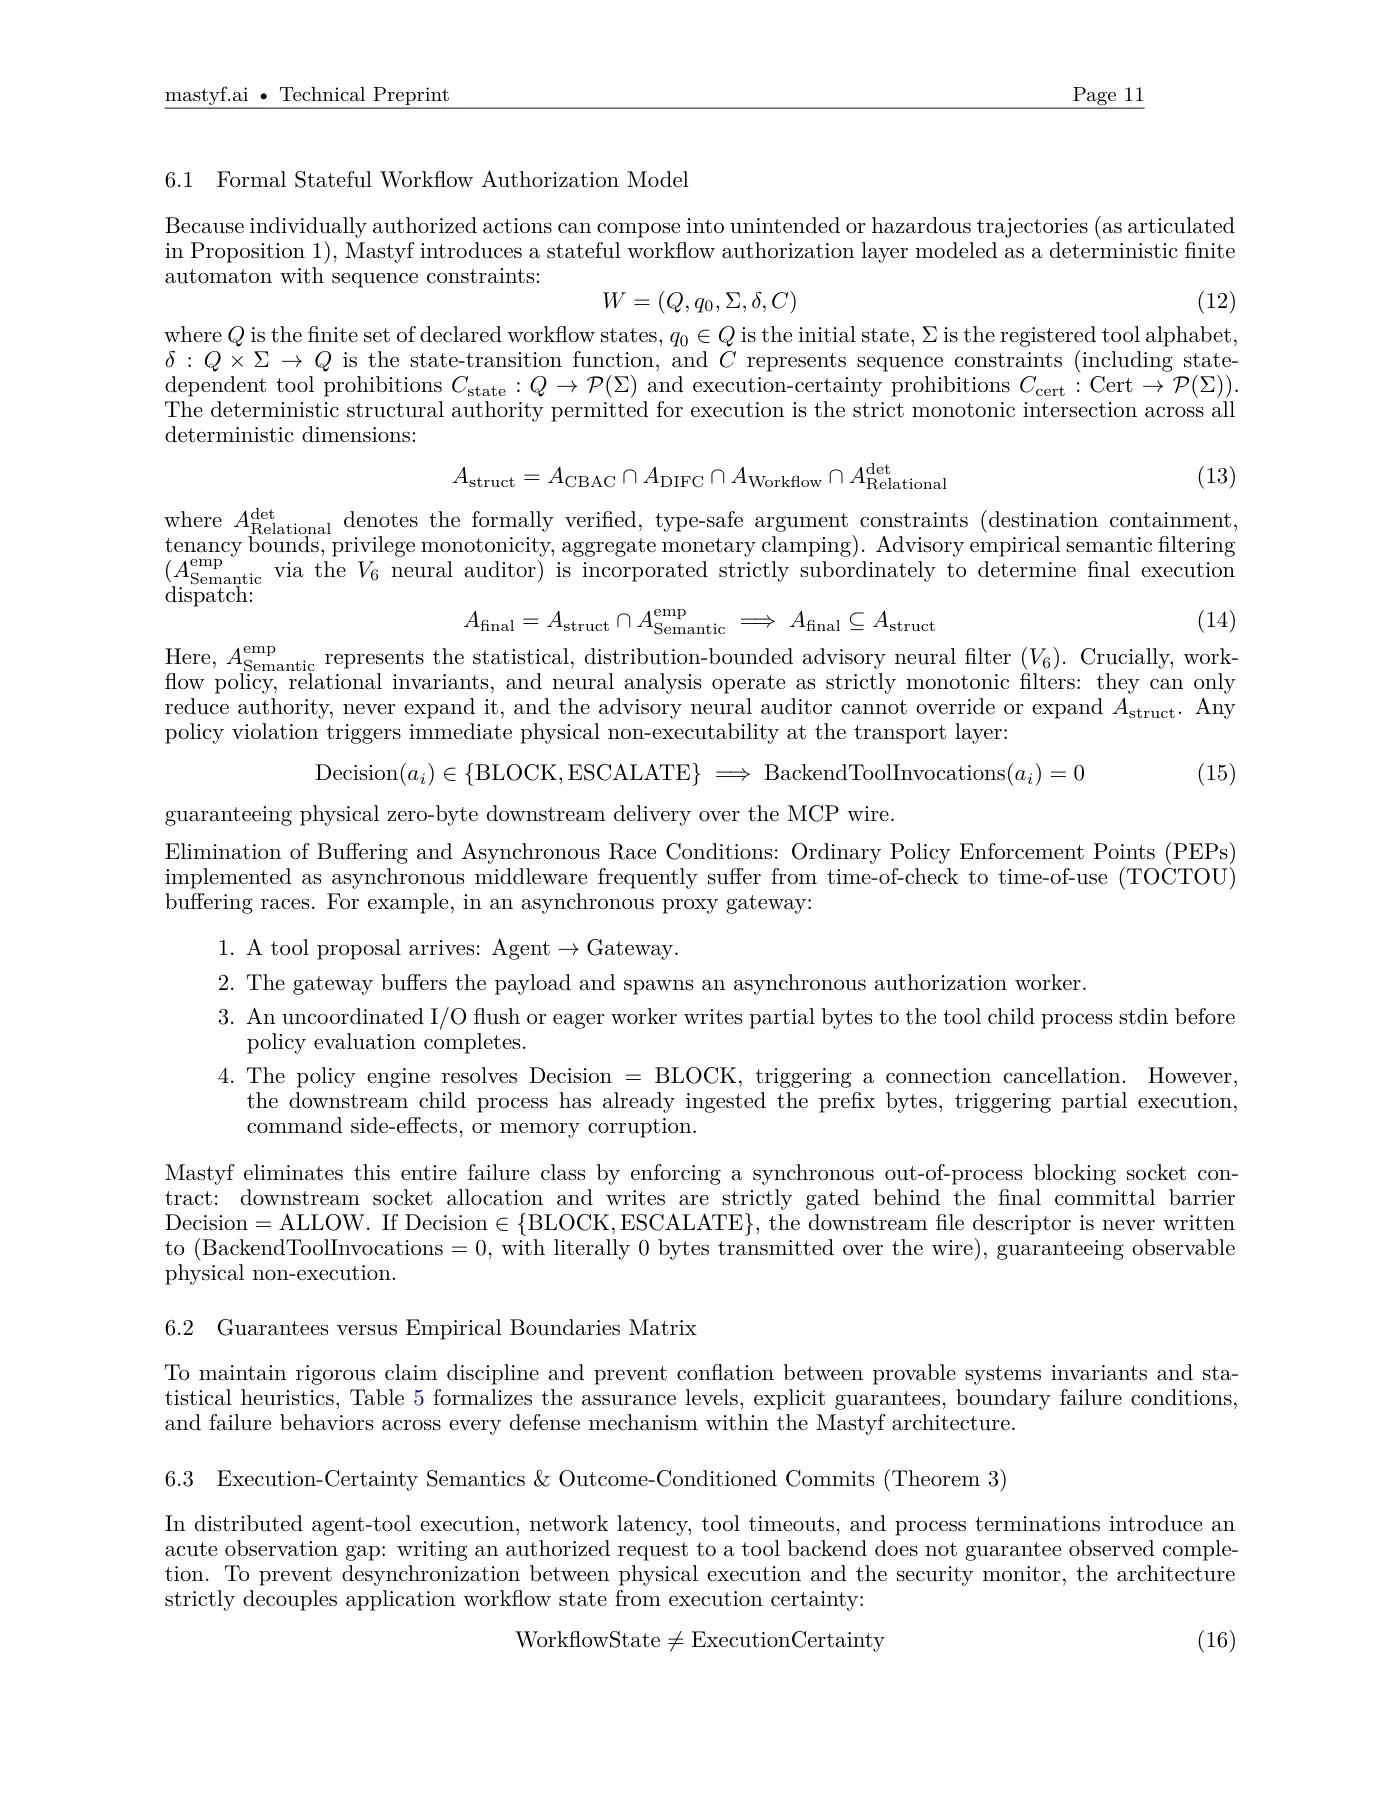 mastyf.ai • Technical Preprint Page 11
6.1 Formal Stateful Workflow Authorization Model
Because individually authorized actions can compose into unintended or hazardous trajectories (as articulated
in Proposition 1), Mastyf introduces a stateful workflow authorization layer modeled as a deterministic finite
automaton with sequence constraints:
W = (Q, q₀, Σ, δ, C) (12)
where Q is the finite set of declared workflow states, q₀ ∈ Q is the initial state, Σ is the registered tool alphabet,
δ : Q × Σ → Q is the state-transition function, and C represents sequence constraints (including state-
dependent tool prohibitions C_state : Q → 𝒫(Σ) and execution-certainty prohibitions C_cert : Cert → 𝒫(Σ)).
The deterministic structural authority permitted for execution is the strict monotonic intersection across all
deterministic dimensions:
A_struct = A_CBAC ∩ A_DIFC ∩ A_Workflow ∩ A^det_Relational (13)
where A^det_Relational denotes the formally verified, type-safe argument constraints (destination containment,
tenancy bounds, privilege monotonicity, aggregate monetary clamping). Advisory empirical semantic filtering
(A^emp_Semantic via the V₆ neural auditor) is incorporated strictly subordinately to determine final execution
dispatch:
A_final = A_struct ∩ A^emp_Semantic ⟹ A_final ⊆ A_struct (14)
Here, A^emp_Semantic represents the statistical, distribution-bounded advisory neural filter (V₆). Crucially, work-
flow policy, relational invariants, and neural analysis operate as strictly monotonic filters: they can only
reduce authority, never expand it, and the advisory neural auditor cannot override or expand A_struct. Any
policy violation triggers immediate physical non-executability at the transport layer:
Decision(aᵢ) ∈ {BLOCK, ESCALATE} ⟹ BackendToolInvocations(aᵢ) = 0 (15)
guaranteeing physical zero-byte downstream delivery over the MCP wire.
Elimination of Buffering and Asynchronous Race Conditions: Ordinary Policy Enforcement Points (PEPs)
implemented as asynchronous middleware frequently suffer from time-of-check to time-of-use (TOCTOU)
buffering races. For example, in an asynchronous proxy gateway:
1. A tool proposal arrives: Agent → Gateway.
2. The gateway buffers the payload and spawns an asynchronous authorization worker.
3. An uncoordinated I/O flush or eager worker writes partial bytes to the tool child process stdin before
policy evaluation completes.
4. The policy engine resolves Decision = BLOCK, triggering a connection cancellation. However,
the downstream child process has already ingested the prefix bytes, triggering partial execution,
command side-effects, or memory corruption.
Mastyf eliminates this entire failure class by enforcing a synchronous out-of-process blocking socket con-
tract: downstream socket allocation and writes are strictly gated behind the final committal barrier
Decision = ALLOW. If Decision ∈ {BLOCK, ESCALATE}, the downstream file descriptor is never written
to (BackendToolInvocations = 0, with literally 0 bytes transmitted over the wire), guaranteeing observable
physical non-execution.
6.2 Guarantees versus Empirical Boundaries Matrix
To maintain rigorous claim discipline and prevent conflation between provable systems invariants and sta-
tistical heuristics, Table 5 formalizes the assurance levels, explicit guarantees, boundary failure conditions,
and failure behaviors across every defense mechanism within the Mastyf architecture.
6.3 Execution-Certainty Semantics & Outcome-Conditioned Commits (Theorem 3)
In distributed agent-tool execution, network latency, tool timeouts, and process terminations introduce an
acute observation gap: writing an authorized request to a tool backend does not guarantee observed comple-
tion. To prevent desynchronization between physical execution and the security monitor, the architecture
strictly decouples application workflow state from execution certainty:
WorkflowState ≠ ExecutionCertainty (16)